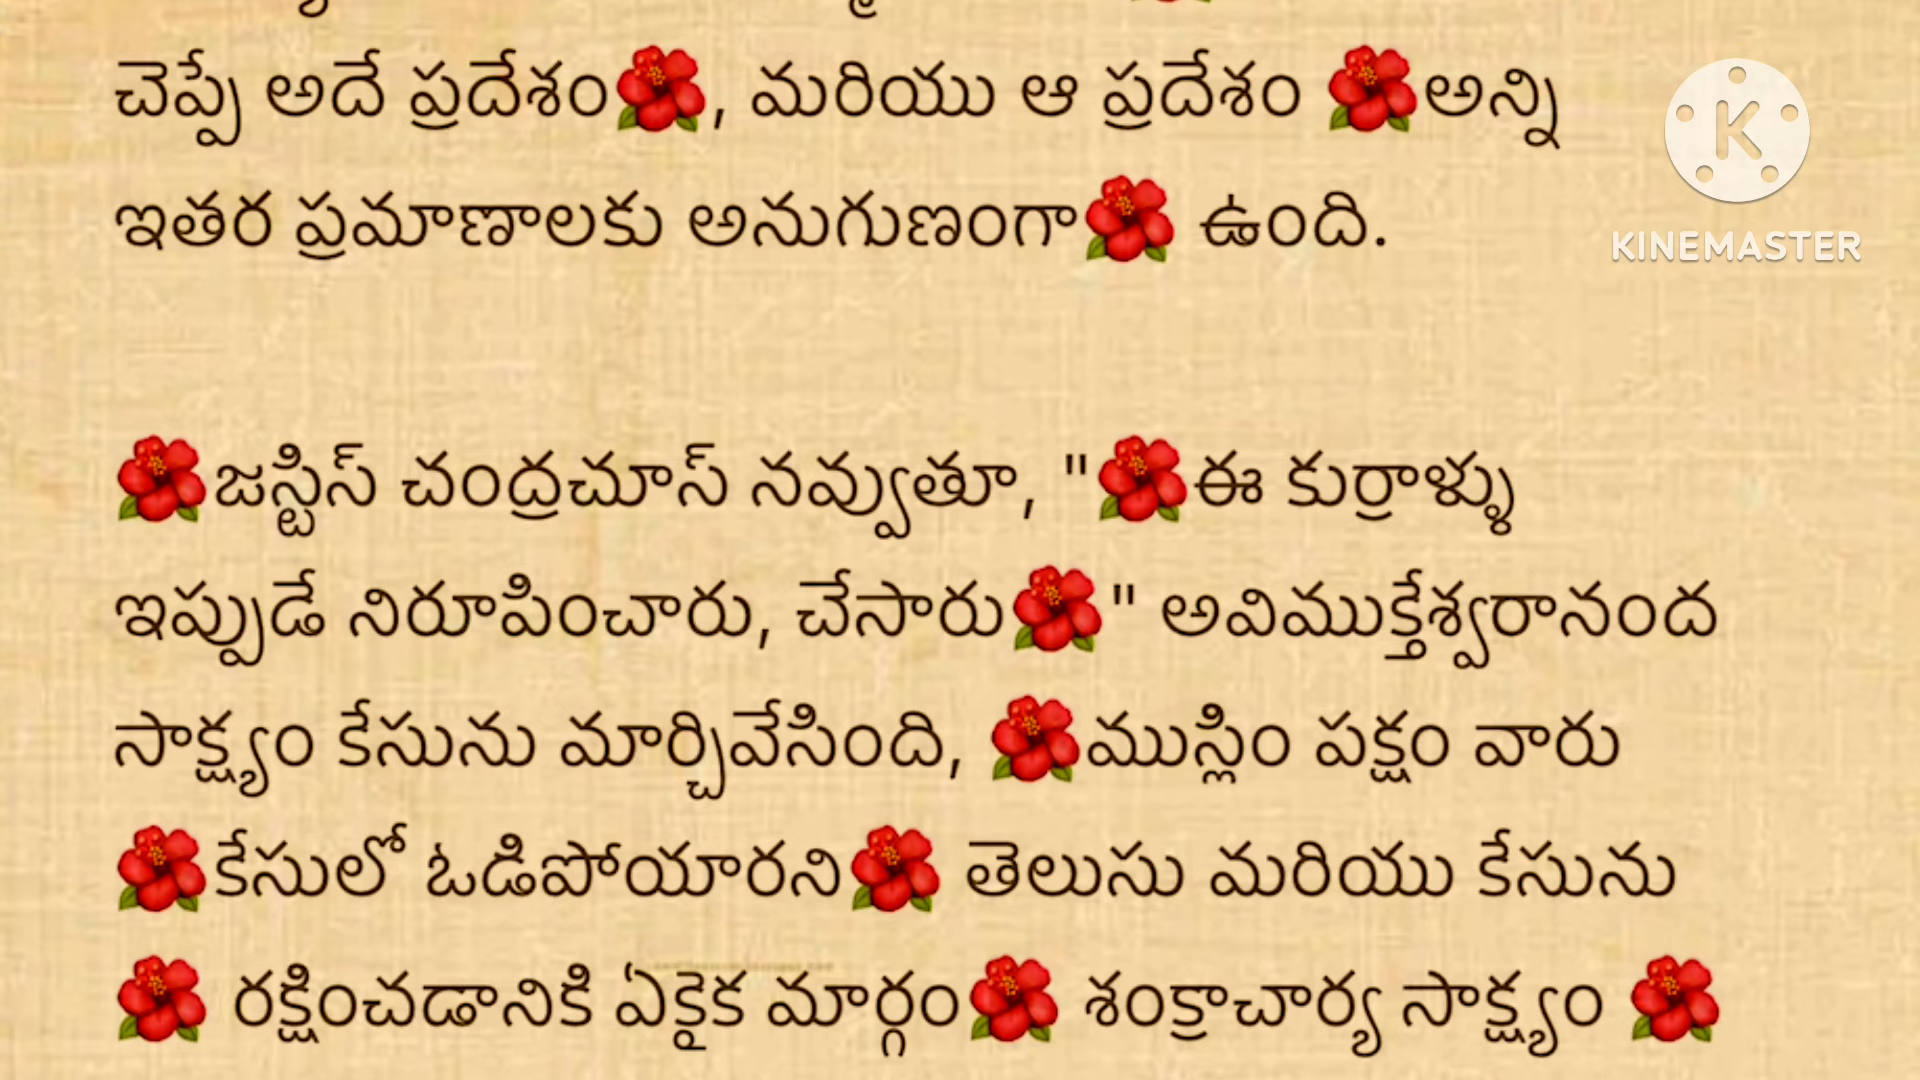 చెప్పే అదే ప్రదేశం🌺, మరియు ఆ ప్రదేశం 🌺అన్ని
ఇతర ప్రమాణాలకు అనుగుణంగా🌺 ఉంది.
🌺జస్టిస్ చంద్రచూస్ నవ్వుతూ, "🌺ఈ కుర్రాళ్ళు
ఇప్పుడే నిరూపించారు, చేసారు🌺" అవిముక్తేశ్వరానంద
సాక్ష్యం కేసును మార్చివేసింది, 🌺ముస్లిం పక్షం వారు
🌺కేసులో ఓడిపోయారని🌺 తెలుసు మరియు కేసును
🌺 రక్షించడానికి ఏకైక మార్గం🌺 శంక్రాచార్య సాక్ష్యం 🌺
KINEMASTER